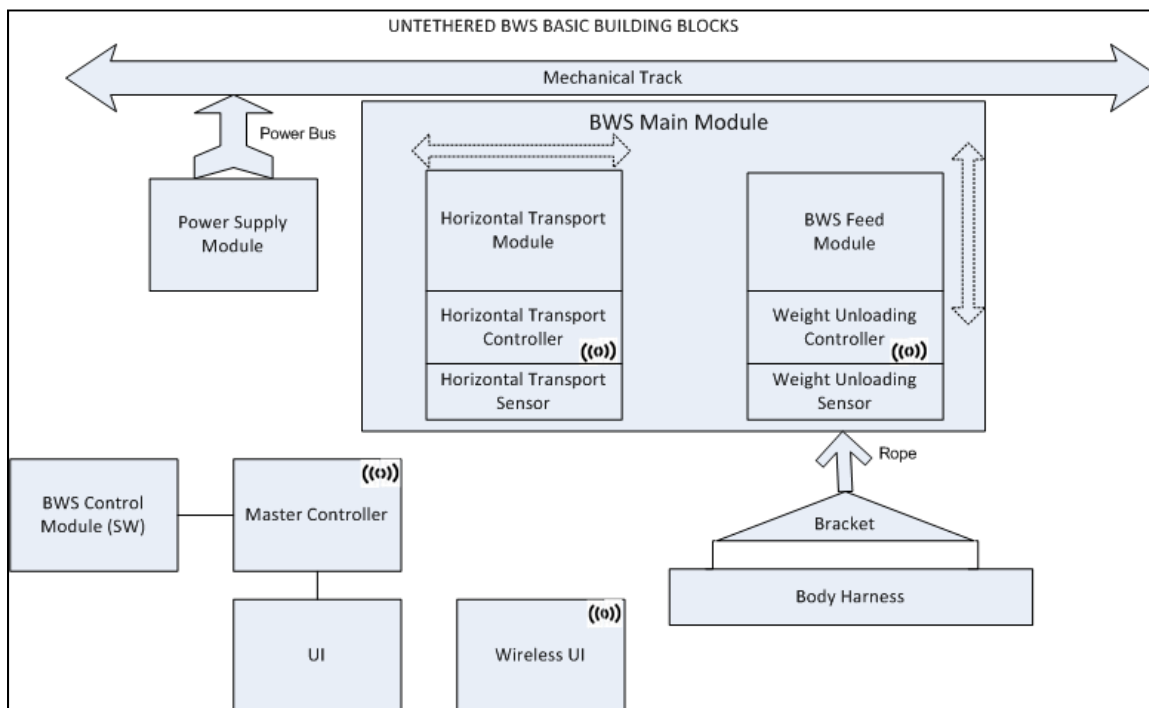 UNTETHERED BWS BASIC BUILDING BLOCKS
Mechanical Track
Power Bus
BWS Main Module
Power Supply
Module
Horizontal Transport
Module
BWS Feed
Module
Horizontal Transport
Controller
Weight Unloading
Controller
Horizontal Transport
Sensor
Weight Unloading
Sensor
Rope
BWS Control
Module (SW)
Master Controller
Bracket
Body Harness
UI
Wireless UI